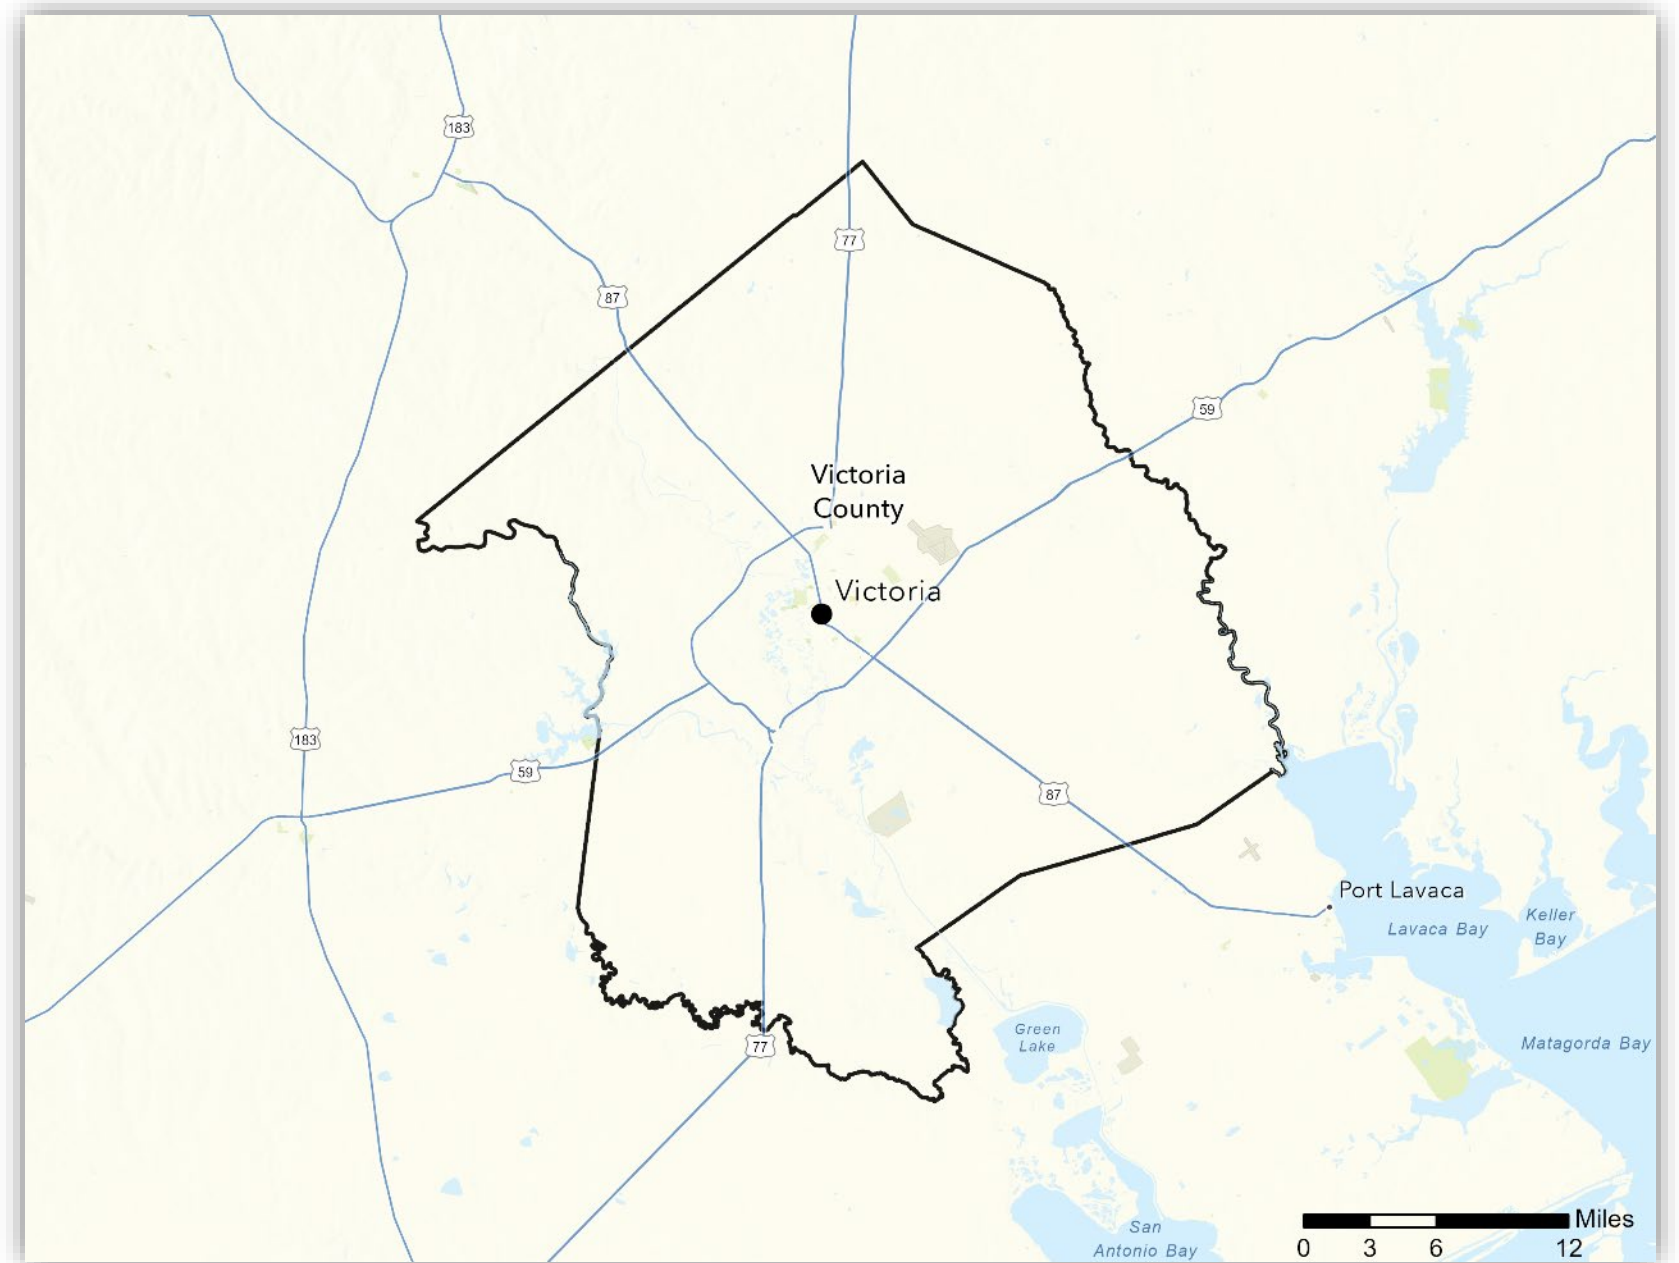 183
77
87
59
Victoria
County
Victoria
183
59
87
Port Lavaca
Keller
Bay
Lavaca Bay
Green
Lake
77
Matagorda Bay
San
Antonio Bay
Miles
0 3 6 12